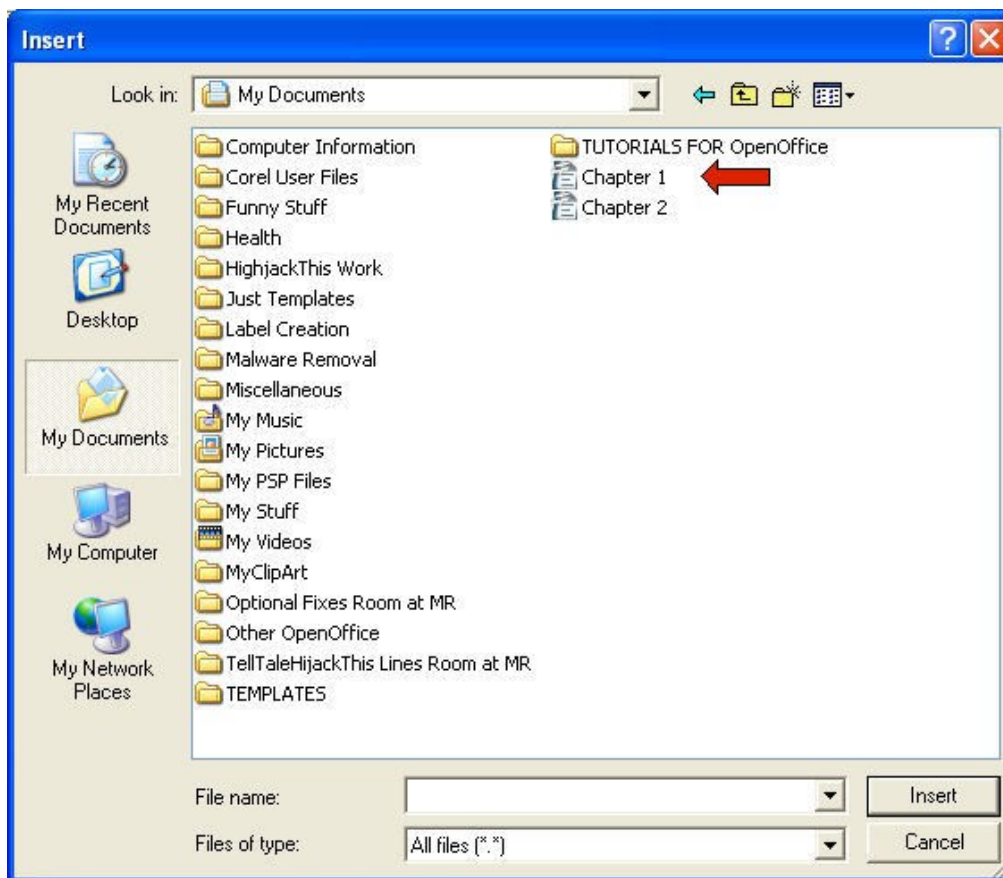 Insert
Look in: My Documents
My Recent
Documents
Desktop
My Documents
My Computer
My Network
Places
Computer Information
Corel User Files
Funny Stuff
Health
HighjackThis Work
Just Templates
Label Creation
Malware Removal
Miscellaneous
My Music
My Pictures
My PSP Files
My Stuff
My Videos
MyClipArt
Optional Fixes Room at MR
Other OpenOffice
TellTaleHijackThis Lines Room at MR
TEMPLATES
TUTORIALS FOR OpenOffice
Chapter 1
Chapter 2
File name:
Insert
Files of type: All files (*.*)
Cancel